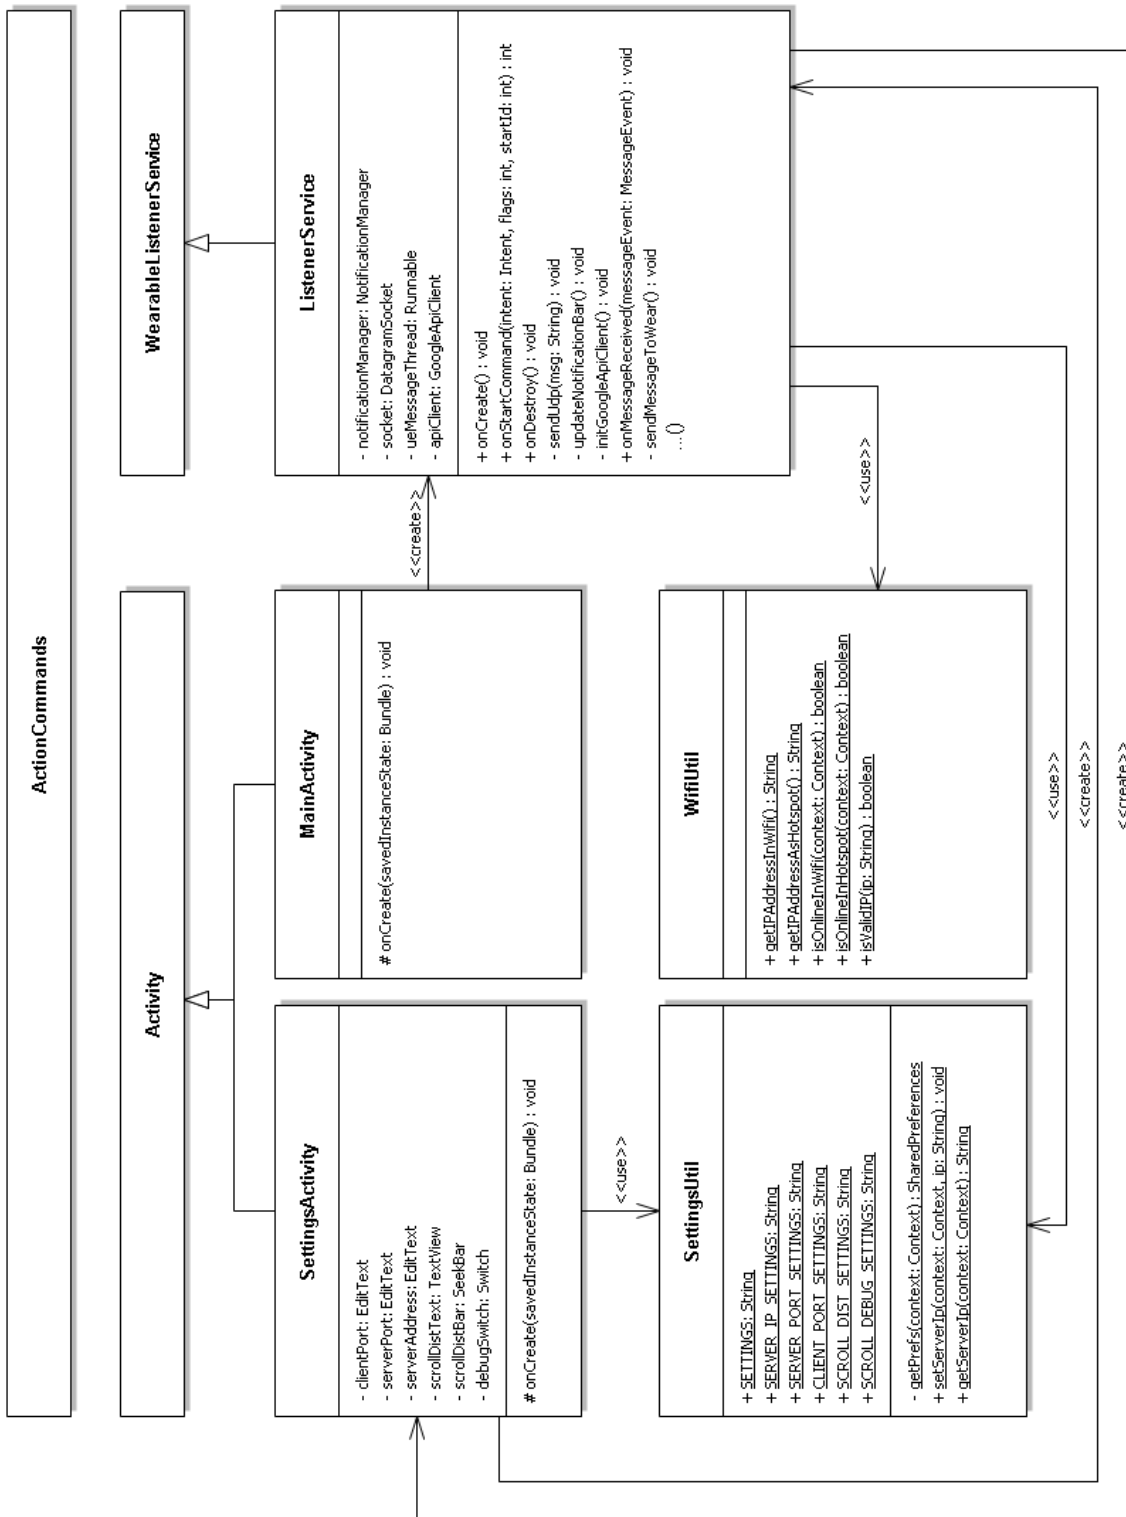 ActionCommands
Activity
WearableListenerService
SettingsActivity
- clientPort: EditText
- serverPort: EditText
- serverAddress: EditText
- scrollDistText: TextView
- scrollDistBar: SeekBar
- debugSwitch: Switch
# onCreate(savedInstanceState: Bundle) : void
MainActivity
# onCreate(savedInstanceState: Bundle) : void
<<create>>
ListenerService
- notificationManager: NotificationManager
- socket: DatagramSocket
- ueMessageThread: Runnable
- apiClient: GoogleApiClient
+ onCreate() : void
+ onStartCommand(intent: Intent, flags: int, startId: int) : int
+ onDestroy() : void
- sendUdp(msg: String) : void
- updateNotificationBar() : void
- initGoogleApiClient() : void
+ onMessageReceived(messageEvent: MessageEvent) : void
- sendMessageToWear() : void
...()
<<use>>
<<use>>
SettingsUtil
+ SETTINGS: String
+ SERVER_IP_SETTINGS: String
+ SERVER_PORT_SETTINGS: String
+ CLIENT_PORT_SETTINGS: String
+ SCROLL_DIST_SETTINGS: String
+ SCROLL_DEBUG_SETTINGS: String
- getPrefs(context: Context) : SharedPreferences
+ setServerIp(context: Context, ip: String) : void
+ getServerIp(context: Context) : String
WifiUtil
+ getIPAddressInWifi() : String
+ getIPAddressAsHotspot() : String
+ isOnlineInWifi(context: Context) : boolean
+ isOnlineInHotspot(context: Context) : boolean
+ isValidIP(ip: String) : boolean
<<use>>
<<create>>
<<create>>